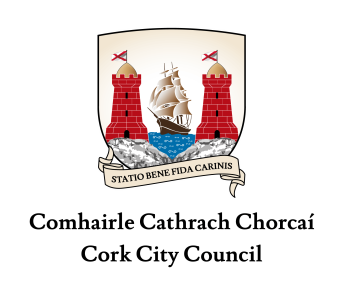 STATIO BENE FIDA CARINIS
Comhairle Cathrach Chorcaí
Cork City Council